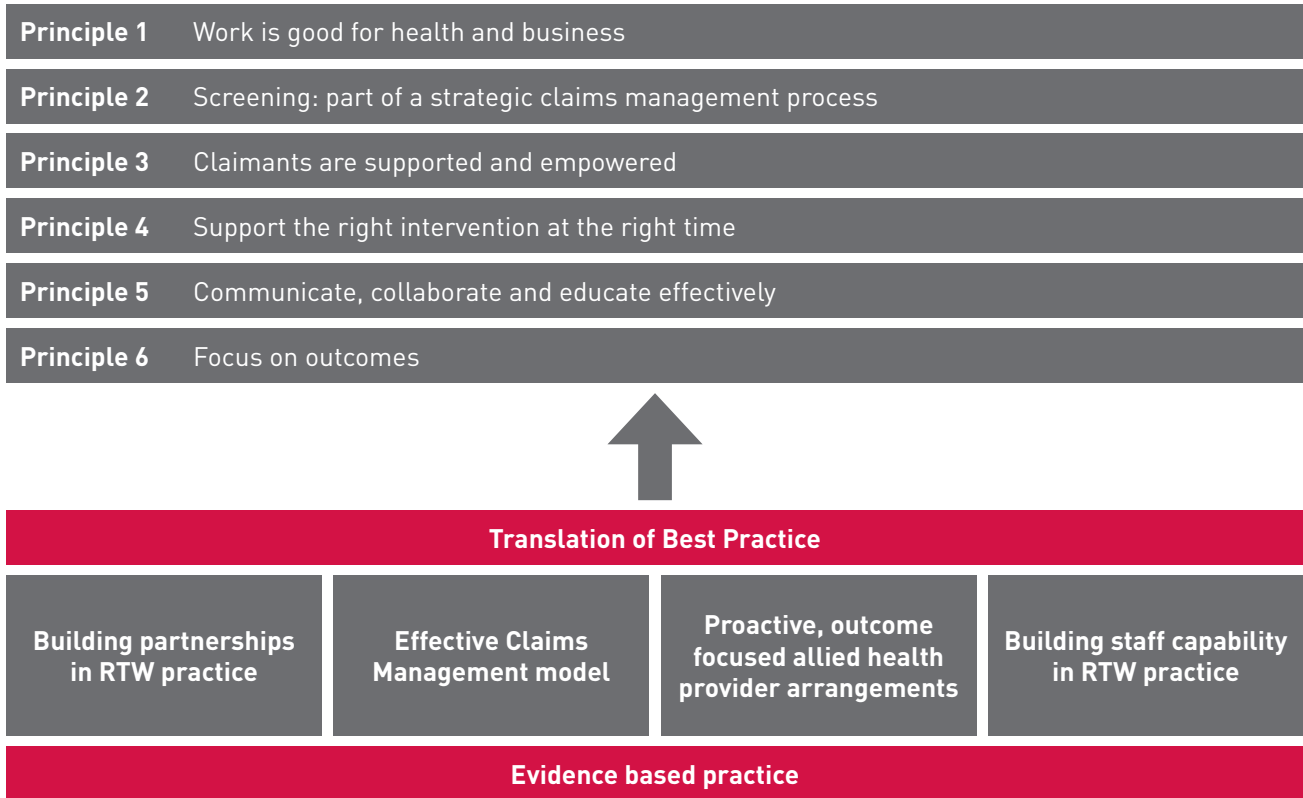 Principle 1 Work is good for health and business
Principle 2 Screening: part of a strategic claims management process
Principle 3 Claimants are supported and empowered
Principle 4 Support the right intervention at the right time
Principle 5 Communicate, collaborate and educate effectively
Principle 6 Focus on outcomes
Translation of Best Practice
Building partnerships
in RTW practice
Effective Claims
Management model
Proactive, outcome
focused allied health
provider arrangements
Building staff capability
in RTW practice
Evidence based practice